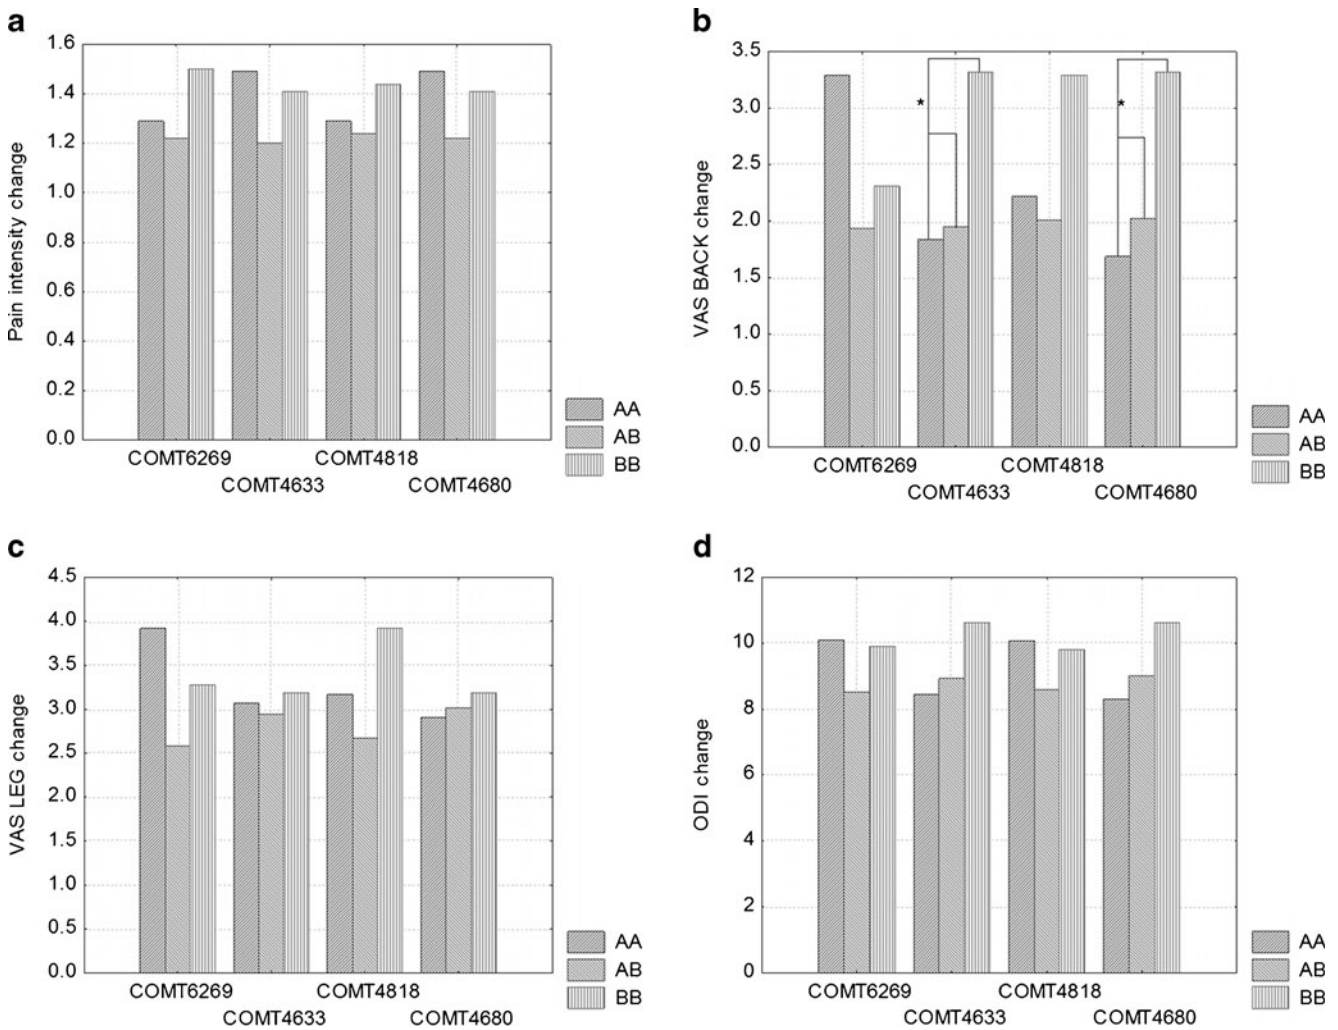 a
Pain intensity change
1.6
1.4
1.2
1.0
0.8
0.6
0.4
0.2
0.0
COMT6269
COMT4818
COMT4633
COMT4680
AA
AB
BB
b
VAS BACK change
3.5
3.0
2.5
2.0
1.5
1.0
0.5
0.0
*
*
COMT6269
COMT4818
COMT4633
COMT4680
AA
AB
BB
c
VAS LEG change
4.5
4.0
3.5
3.0
2.5
2.0
1.5
1.0
0.5
0.0
COMT6269
COMT4818
COMT4633
COMT4680
AA
AB
BB
d
ODI change
12
10
8
6
4
2
0
COMT6269
COMT4818
COMT4633
COMT4680
AA
AB
BB